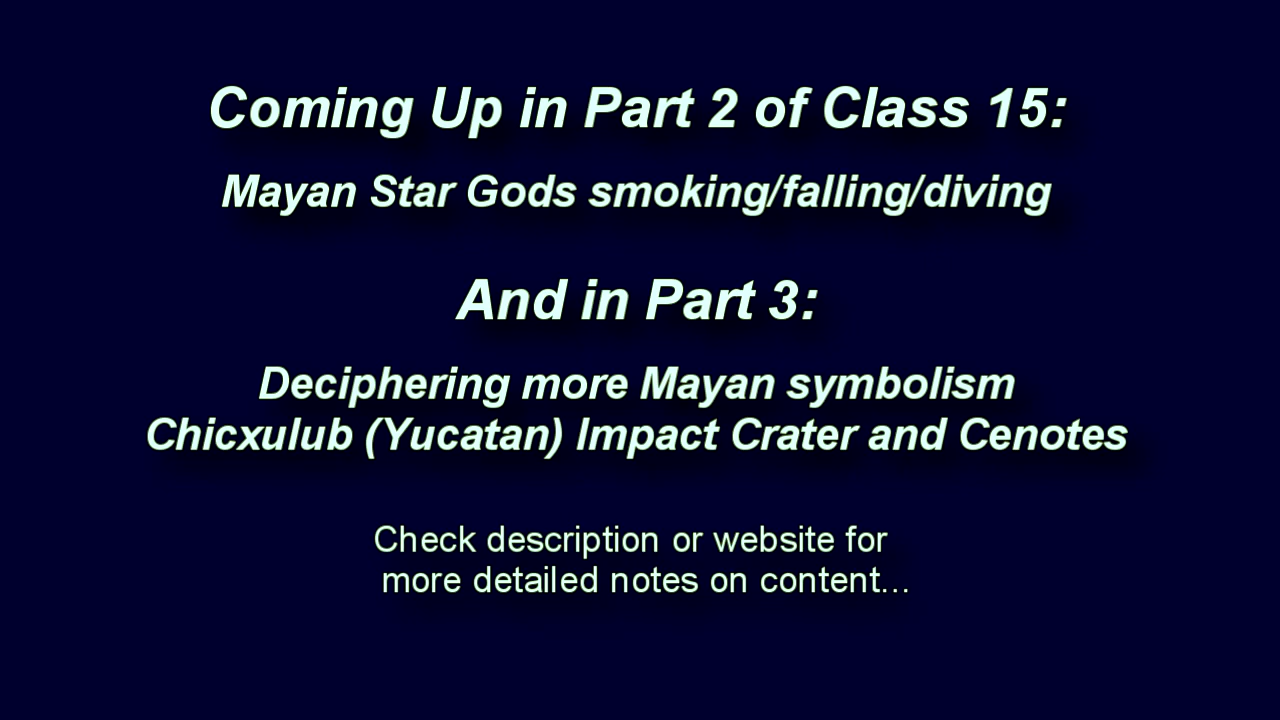 Coming Up in Part 2 of Class 15:
Mayan Star Gods smoking/falling/diving
And in Part 3:
Deciphering more Mayan symbolism
Chicxulub (Yucatan) Impact Crater and Cenotes
Check description or website for
more detailed notes on content...